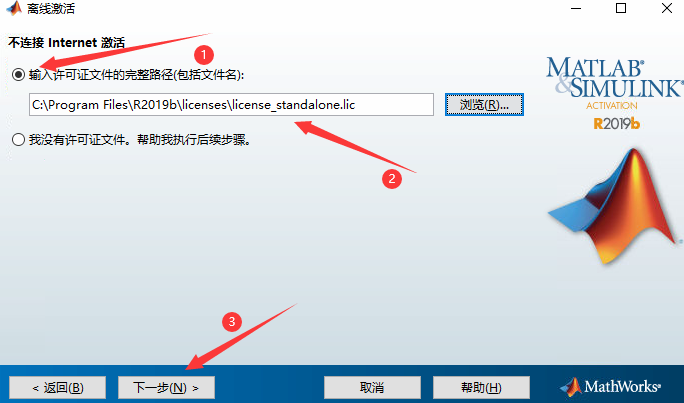 离线激活
不连接 Internet 激活
1
输入许可证文件的完整路径(包括文件名):
C:\Program Files\R2019b\licenses\license_standalone.lic
浏览(R)...
2
我没有许可证文件。帮助我执行后续步骤。
MATLAB®
&SIMULINK®
ACTIVATION
R2019b
3
< 返回(B)
下一步(N) >
取消
帮助(H)
MathWorks®